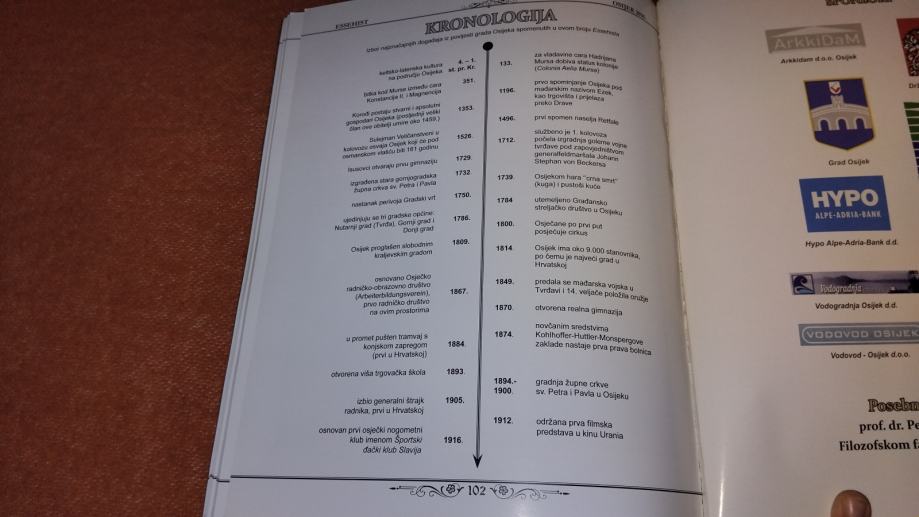 ESSEHIST
OSIJEK
KRONOLOGIJA
Izbor najznačajnijih događaja iz povijesti grada Osijeka spomenutih u ovom broju Essehista
keltsko-latenska kultura
na području Osijeka
4. – 1.
st. pr. Kr.
bitka kod Murse između cara
Konstancija II. i Magnencija
351.
Korođi postaju stvarni i apsolutni
gospodari Osijeka (posljednji veliki
član ove obitelji umire oko 1459.)
1353.
Sulejman Veličanstveni u
kolovozu osvaja Osijek koji će pod
osmanskom vlašću biti 161 godinu
1526.
Isusovci otvaraju prvu gimnaziju
1729.
izgrađena stara gornjogradska
župna crkva sv. Petra i Pavla
1732.
nastanak perivoja Gradski vrt
1750.
ujedinjuju se tri gradske općine:
Nutarnji grad (Tvrđa), Gornji grad i
Donji grad
1786.
Osijek proglašen slobodnim
kraljevskim gradom
1809.
osnovano Osječko
radničko-obrazovno društvo
(Arbeiterbildungsverein),
prvo radničko društvo
na ovim prostorima
1867.
u promet pušten tramvaj s
konjskom zapregom
(prvi u Hrvatskoj)
1884.
otvorena viša trgovačka škola
1893.
izbio generalni štrajk
radnika, prvi u Hrvatskoj
1905.
osnovan prvi osječki nogometni
klub imenom Športski
đački klub Slavija
1916.
133.
za vladavine cara Hadrijana
Mursa dobiva status kolonije
(Colonia Aelia Mursa)
1196.
prvo spominjanje Osijeka pod
mađarskim nazivom Ezek,
kao trgovišta i prijelaza
preko Drave
1496.
prvi spomen naselja Retfale
1712.
službeno je 1. kolovoza
počela izgradnja goleme vojne
tvrđave pod zapovjedništvom
generalfeldmaršala Johana
Stephan von Beckersa
1739.
Osijekom hara "crna smrt"
(kuga) i pustoši kuće
1784
utemeljeno Građansko
streljačko društvo u Osijeku
1800.
Osječane po prvi put
posjećuje cirkus
1814.
Osijek ima oko 9.000 stanovnika,
po čemu je najveći grad u
Hrvatskoj
1849.
predala se mađarska vojska u
Tvrđavi i 14. veljače položila oružje
1870.
otvorena realna gimnazija
1874.
novčanim sredstvima
Kohlhoffer-Huttler-Monspergove
zaklade nastaje prva prava bolnica
1894.-
1900.
gradnja župne crkve
sv. Petra i Pavla u Osijeku
1912.
održana prva filmska
predstava u kinu Urania
102
ArkkiDaM
Arkkidam d.o.o. Osijek
Grad Osijek
HYPO
ALPE-ADRIA-BANK
Hypo Alpe-Adria-Bank d.d.
Vodogradnja
Vodogradnja Osijek d.d.
VODOVOD OSIJEK
Vodovod - Osijek d.o.o.
prof. dr.
Filozofskom